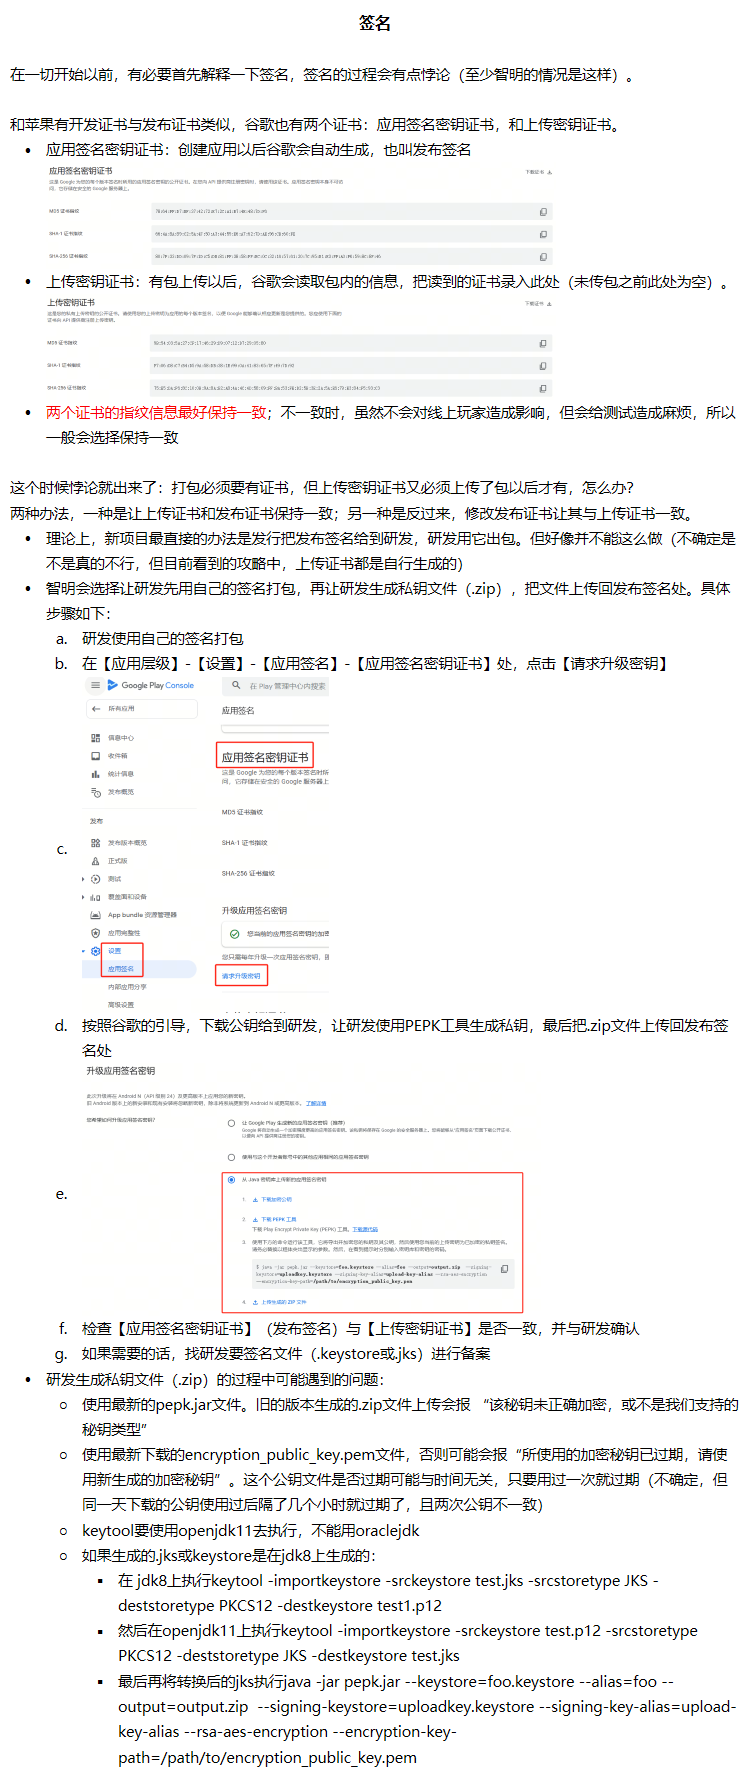 签名
在一切开始以前，有必要首先解释一下签名，签名的过程会有点悖论（至少智明的情况是这样）。
和苹果有开发证书与发布证书类似，谷歌也有两个证书：应用签名密钥证书，和上传密钥证书。
• 应用签名密钥证书：创建应用以后谷歌会自动生成，也叫发布签名
应用签名密钥证书
下载证书
MD5 证书指纹
SHA-1 证书指纹
SHA-256 证书指纹
• 上传密钥证书：有包上传以后，谷歌会读取包内的信息，把读到的证书录入此处（未传包之前此处为空）。
上传密钥证书
下载证书
MD5 证书指纹
SHA-1 证书指纹
SHA-256 证书指纹
• 两个证书的指纹信息最好保持一致；不一致时，虽然不会对线上玩家造成影响，但会给测试造成麻烦，所以
一般会选择保持一致
这个时候悖论就出来了：打包必须要有证书，但上传密钥证书又必须上传了包以后才有，怎么办？
两种办法，一种是让上传证书和发布证书保持一致；另一种是反过来，修改发布证书让其与上传证书一致。
• 理论上，新项目最直接的办法是发行把发布签名给到研发，研发用它出包。但好像并不能这么做（不确定是
不是真的不行，但目前看到的攻略中，上传证书都是自行生成的）
• 智明会选择让研发先用自己的签名打包，再让研发生成私钥文件（.zip），把文件上传回发布签名处。具体
步骤如下：
a. 研发使用自己的签名打包
b. 在【应用层级】-【设置】-【应用签名】-【应用签名密钥证书】处，点击【请求升级密钥】
c.
Google Play Console
在 Play 管理中心内搜索
所有应用
应用签名
信息中心
收件箱
统计信息
发布概览
应用签名密钥证书
这是 Google 为您的每个版本签名时所
问，它存储在安全的 Google 服务器上
MD5 证书指纹
发布
发布版本概览
SHA-1 证书指纹
正式版
测试
SHA-256 证书指纹
覆盖面和设备
App bundle 资源管理器
升级应用签名密钥
应用完整性
您当前的应用签名密钥的加密
设置
您只需每年升级一次应用签名密钥，
应用签名
请求升级密钥
内部应用分享
高级设置
d. 按照谷歌的引导，下载公钥给到研发，让研发使用PEPK工具生成私钥，最后把.zip文件上传回发布签
名处
e.
升级应用签名密钥
此次升级将在 Android N（API 级别 24）及更高版本上应用您的新密钥。
了解详情
您希望如何升级应用签名密钥？
让 Google Play 生成新的应用签名密钥（推荐）
使用与这个开发者账号中的其他应用相同的应用签名密钥
从 Java 密钥库上传新的应用签名密钥
1. 下载加密公钥
2. 下载 PEPK 工具
下载 Play Encrypt Private Key (PEPK) 工具。下载源代码
$ java -jar pepk.jar --keystore=foo.keystore --alias=foo --output=output.zip --signing-
keystore=uploadkey.keystore --signing-key-alias=upload-key-alias --rsa-aes-encryption
--encryption-key-path=/path/to/encryption_public_key.pem
4. 上传生成的 ZIP 文件
f. 检查【应用签名密钥证书】（发布签名）与【上传密钥证书】是否一致，并与研发确认
g. 如果需要的话，找研发要签名文件（.keystore或.jks）进行备案
• 研发生成私钥文件（.zip）的过程中可能遇到的问题：
○ 使用最新的pepk.jar文件。旧的版本生成的.zip文件上传会报 “该秘钥未正确加密，或不是我们支持的
秘钥类型”
○ 使用最新下载的encryption_public_key.pem文件，否则可能会报“所使用的加密秘钥已过期，请使
用新生成的加密秘钥”。这个公钥文件是否过期可能与时间无关，只要用过一次就过期（不确定，但
同一天下载的公钥使用过后隔了几个小时就过期了，且两次公钥不一致）
○ keytool要使用openjdk11去执行，不能用oraclejdk
○ 如果生成的.jks或keystore是在jdk8上生成的：
▪ 在 jdk8上执行keytool -importkeystore -srckeystore test.jks -srcstoretype JKS -
deststoretype PKCS12 -destkeystore test1.p12
▪ 然后在openjdk11上执行keytool -importkeystore -srckeystore test.p12 -srcstoretype
PKCS12 -deststoretype JKS -destkeystore test.jks
▪ 最后再将转换后的jks执行java -jar pepk.jar --keystore=foo.keystore --alias=foo --
output=output.zip --signing-keystore=uploadkey.keystore --signing-key-alias=upload-
key-alias --rsa-aes-encryption --encryption-key-
path=/path/to/encryption_public_key.pem